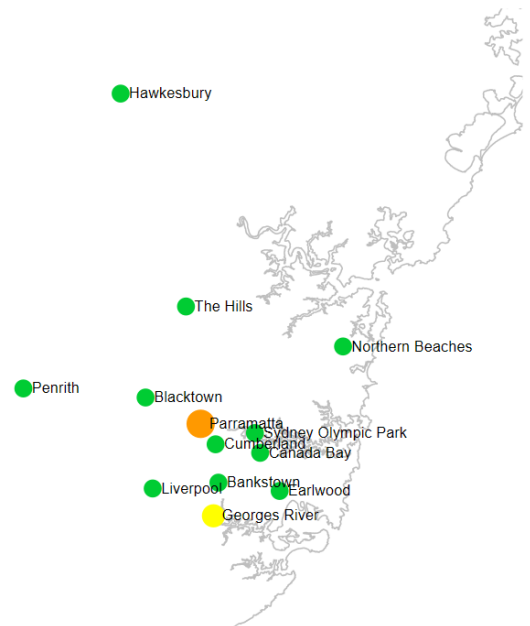 Hawkesbury
The Hills
Northern Beaches
Penrith
Blacktown
Parramatta
Sydney Olympic Park
Cumberland
Canada Bay
Bankstown
Liverpool
Earlwood
Georges River